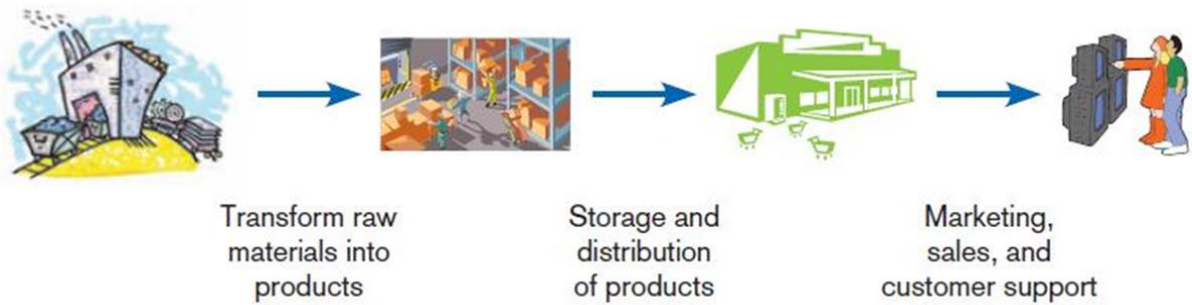 Transform raw
materials into
products
Storage and
distribution
of products
Marketing,
sales, and
customer support